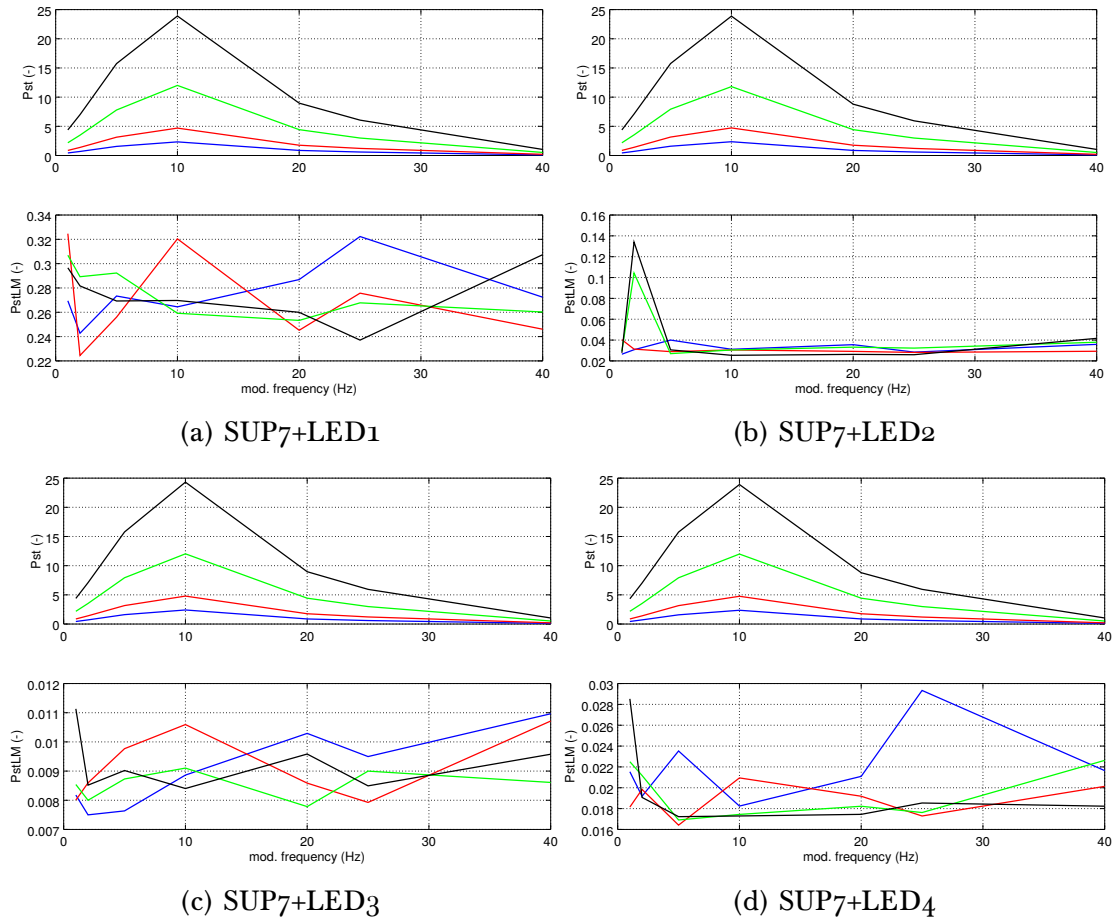 25
20
15
10
5
0
Pst (-)
0 10 20 30 40
0.34
0.32
0.3
0.28
0.26
0.24
0.22
PstLM (-)
0 10 20 30 40
mod. frequency (Hz)
(a) SUP7+LED1
25
20
15
10
5
0
Pst (-)
0 10 20 30 40
0.16
0.14
0.12
0.1
0.08
0.06
0.04
0.02
PstLM (-)
0 10 20 30 40
mod. frequency (Hz)
(b) SUP7+LED2
25
20
15
10
5
0
Pst (-)
0 10 20 30 40
0.012
0.011
0.01
0.009
0.008
0.007
PstLM (-)
0 10 20 30 40
mod. frequency (Hz)
(c) SUP7+LED3
25
20
15
10
5
0
Pst (-)
0 10 20 30 40
0.03
0.028
0.026
0.024
0.022
0.02
0.018
0.016
PstLM (-)
0 10 20 30 40
mod. frequency (Hz)
(d) SUP7+LED4